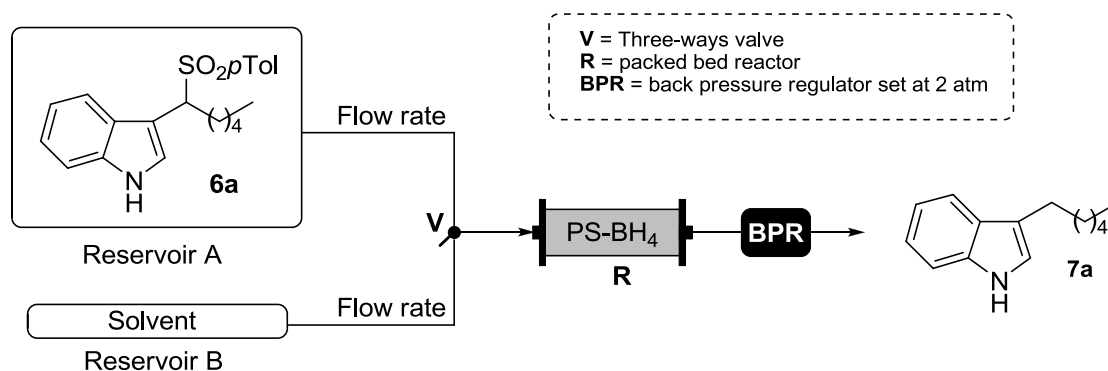 SO₂pTol
( )₄
N
H
6a
Reservoir A
Flow rate
V
Solvent
Reservoir B
Flow rate
PS-BH₄
R
BPR
( )₄
N
H
7a
V = Three-ways valve
R = packed bed reactor
BPR = back pressure regulator set at 2 atm